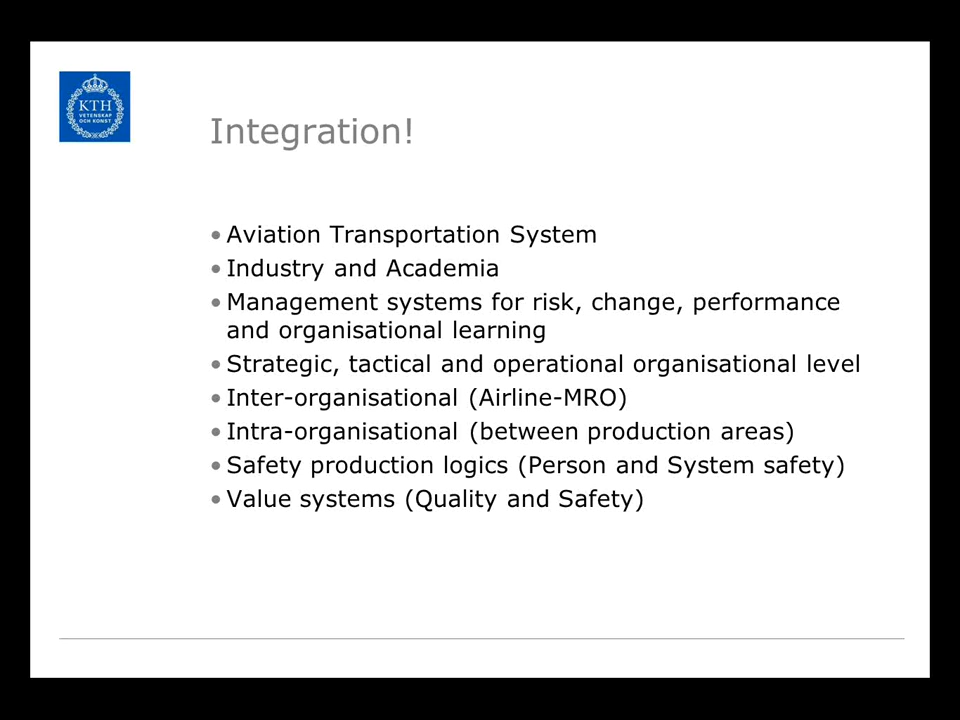 KTH
VETENSKAP
OCH KONST
Integration!
• Aviation Transportation System
• Industry and Academia
• Management systems for risk, change, performance
and organisational learning
• Strategic, tactical and operational organisational level
• Inter-organisational (Airline-MRO)
• Intra-organisational (between production areas)
• Safety production logics (Person and System safety)
• Value systems (Quality and Safety)